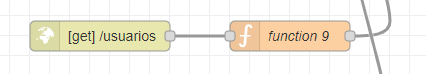 [get] /usuarios
function 9